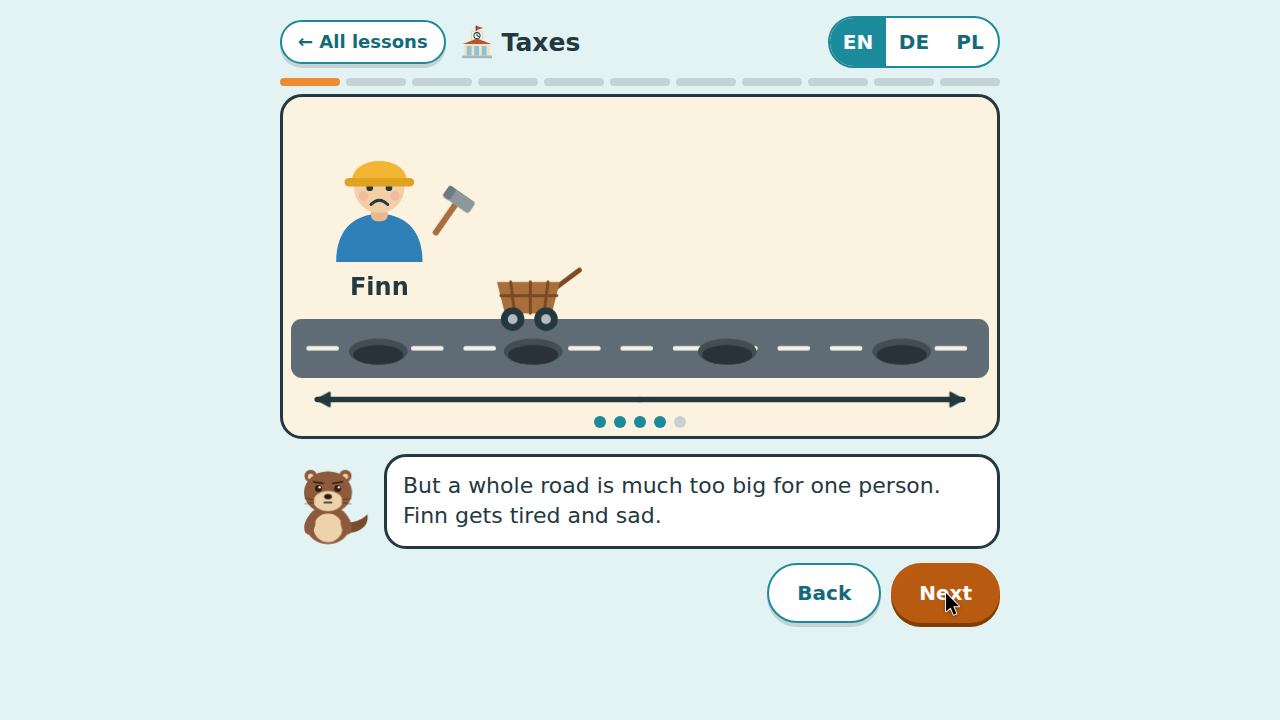 ← All lessons
Taxes
EN DE PL
Finn
But a whole road is much too big for one person.
Finn gets tired and sad.
Back
Next